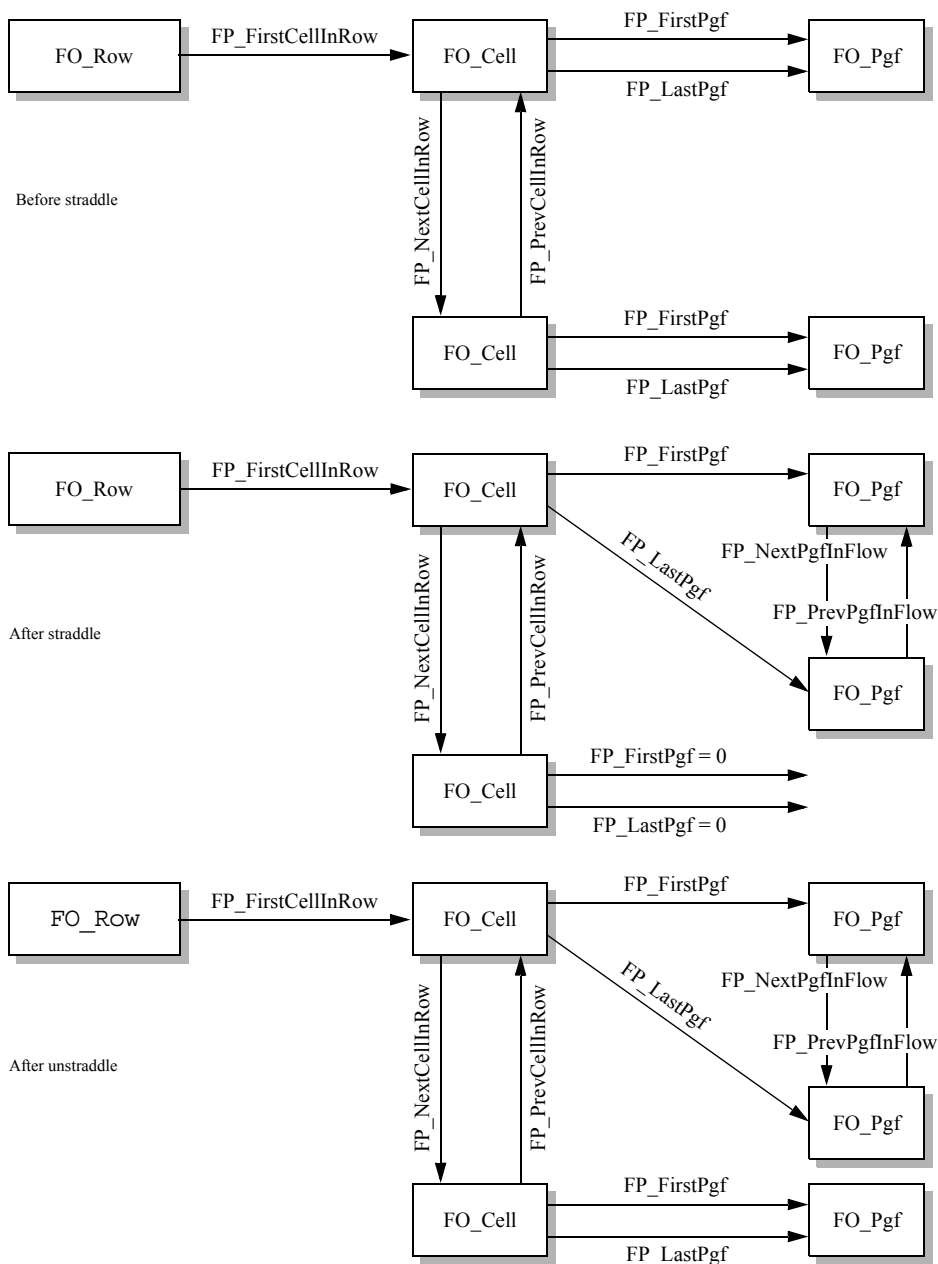 FP_FirstCellInRow
FP_FirstPgf
FO_Row
FO_Cell
FO_Pgf
FP_LastPgf
Before straddle
FP_NextCellInRow
FP_PrevCellInRow
FP_FirstPgf
FO_Cell
FO_Pgf
FP_LastPgf
FP_FirstCellInRow
FP_FirstPgf
FO_Row
FO_Cell
FO_Pgf
FP_LastPgf
FP_NextPgfInFlow
FP_PrevPgfInFlow
After straddle
FP_NextCellInRow
FP_PrevCellInRow
FO_Pgf
FP_FirstPgf = 0
FO_Cell
FP_LastPgf = 0
FP_FirstCellInRow
FP_FirstPgf
FO_Row
FO_Cell
FO_Pgf
FP_LastPgf
FP_NextPgfInFlow
FP_PrevPgfInFlow
After unstraddle
FP_NextCellInRow
FP_PrevCellInRow
FO_Pgf
FP_FirstPgf
FO_Cell
FO_Pgf
FP_LastPgf